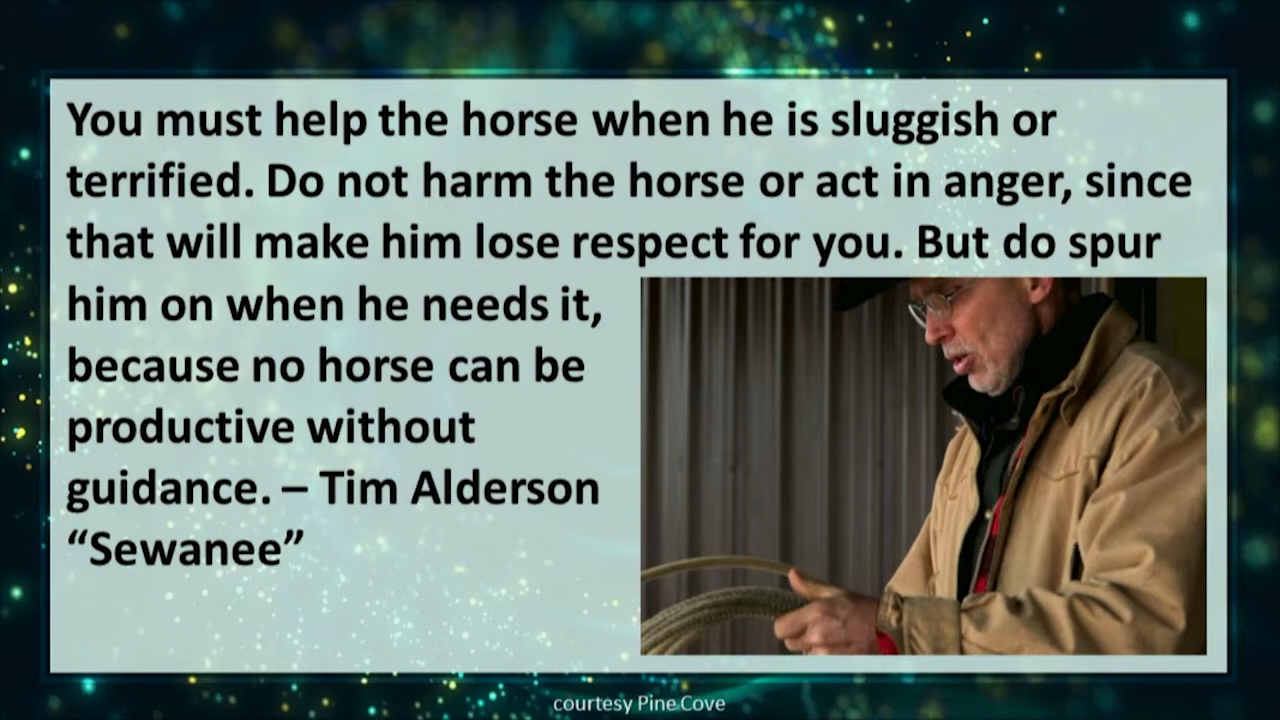 You must help the horse when he is sluggish or
terrified. Do not harm the horse or act in anger, since
that will make him lose respect for you. But do spur
him on when he needs it,
because no horse can be
productive without
guidance. – Tim Alderson
“Sewanee”
courtesy Pine Cove